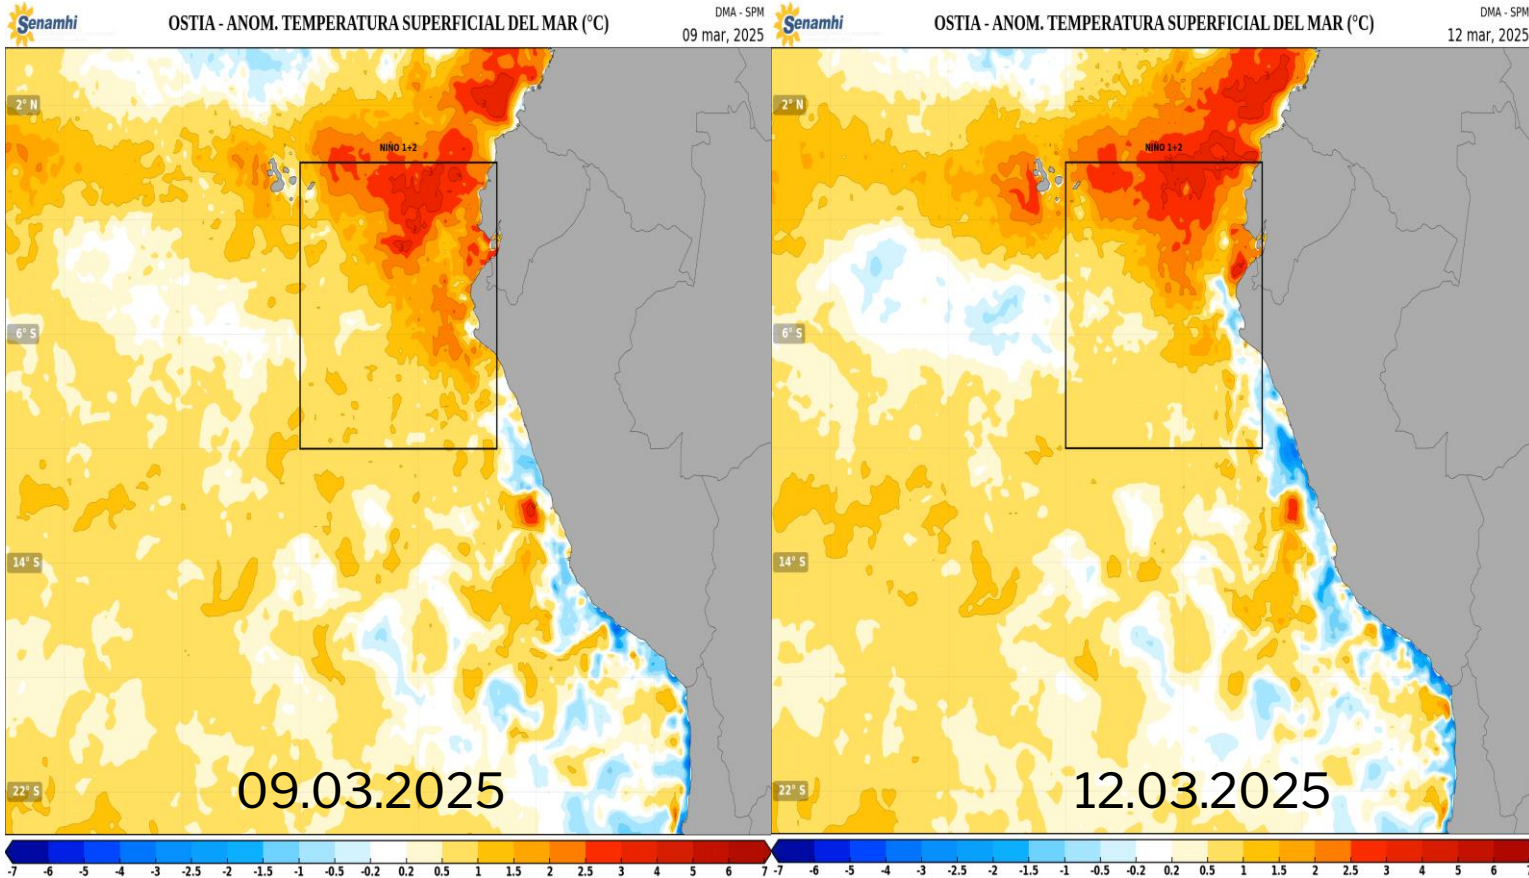 Senamhi
OSTIA - ANOM. TEMPERATURA SUPERFICIAL DEL MAR (°C)
DMA - SPM
09 mar, 2025
2° N
NIÑO 1+2
6° S
14° S
22° S
09.03.2025
-7 -6 -5 -4 -3 -2.5 -2 -1.5 -1 -0.5 -0.2 0.2 0.5 1 1.5 2 2.5 3 4 5 6 7
Senamhi
OSTIA - ANOM. TEMPERATURA SUPERFICIAL DEL MAR (°C)
DMA - SPM
12 mar, 2025
2° N
NIÑO 1+2
6° S
14° S
22° S
12.03.2025
-7 -6 -5 -4 -3 -2.5 -2 -1.5 -1 -0.5 -0.2 0.2 0.5 1 1.5 2 2.5 3 4 5 6